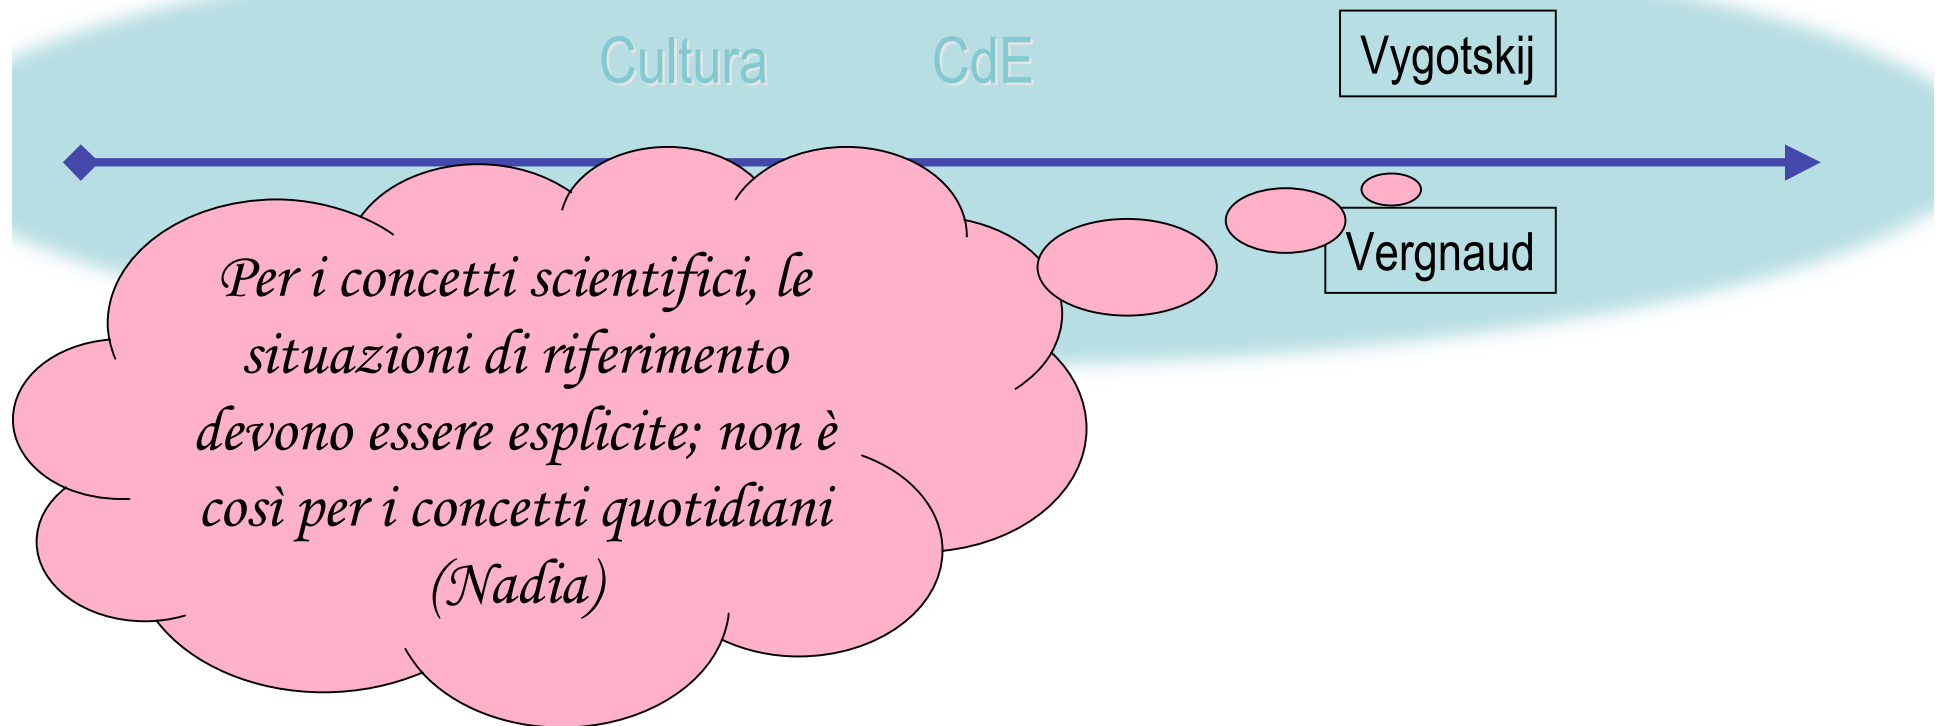 Cultura CdE Vygotskij
Vergnaud
Per i concetti scientifici, le
situazioni di riferimento
devono essere esplicite; non è
così per i concetti quotidiani
(Nadia)